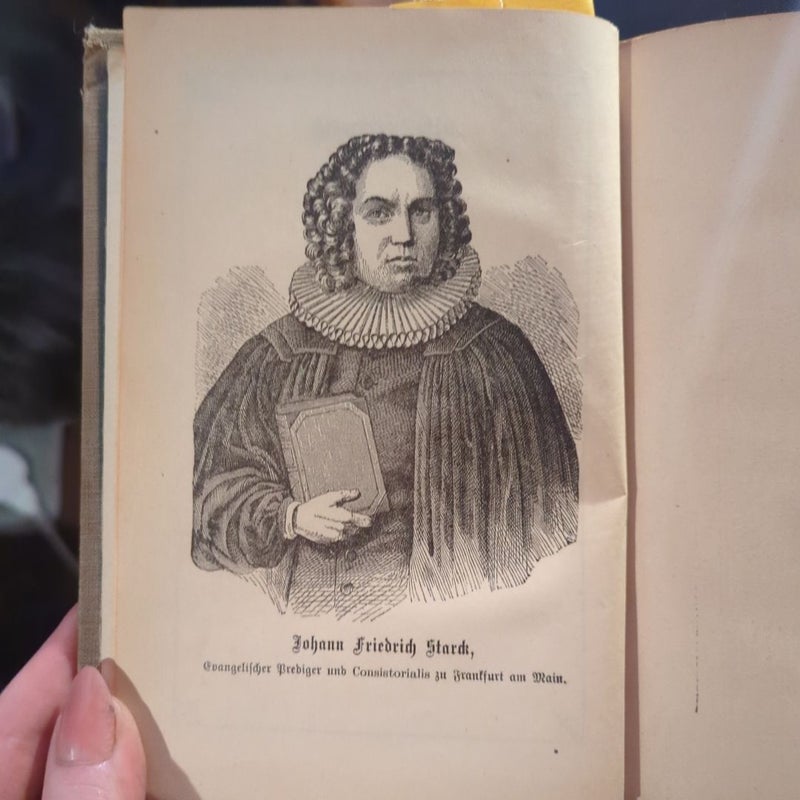 Johann Friedrich Starck,
Evangelischer Prediger und Consistorialis zu Frankfurt am Main.